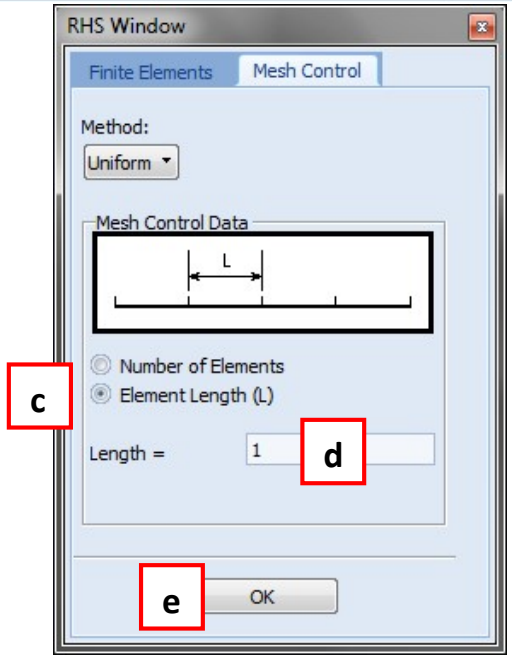 RHS Window
Finite Elements Mesh Control
Method:
Uniform
Mesh Control Data
L
Number of Elements
c Element Length (L)
Length = 1 d
e OK